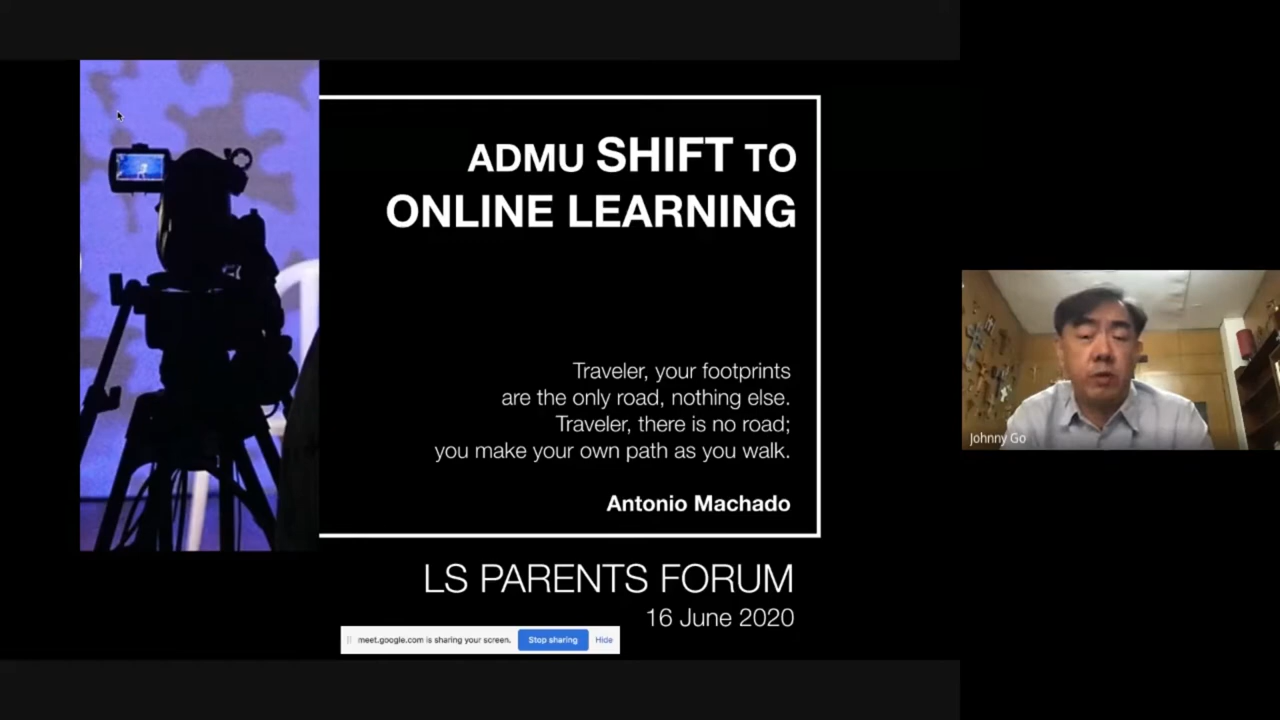 ADMU SHIFT TO
ONLINE LEARNING
Traveler, your footprints
are the only road, nothing else.
Traveler, there is no road;
you make your own path as you walk.
Antonio Machado
LS PARENTS FORUM
16 June 2020
meet.google.com is sharing your screen. Stop sharing Hide
Johnny Go